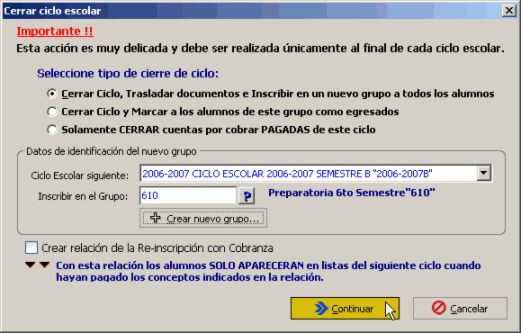 Cerrar ciclo escolar
Importante !!
Esta acción es muy delicada y debe ser realizada únicamente al final de cada ciclo escolar.
Seleccione tipo de cierre de ciclo:
Cerrar Ciclo, Trasladar documentos e Inscribir en un nuevo grupo a todos los alumnos
Cerrar Ciclo y Marcar a los alumnos de este grupo como egresados
Solamente CERRAR cuentas por cobrar PAGADAS de este ciclo
Datos de identificación del nuevo grupo
Ciclo Escolar siguiente: 2006-2007 CICLO ESCOLAR 2006-2007 SEMESTRE B "2006-2007B"
Inscribir en el Grupo: 610 ? Preparatoria 6to Semestre"610"
Crear nuevo grupo...
Crear relación de la Re-inscripción con Cobranza
Con esta relación los alumnos SOLO APARECERAN en listas del siguiente ciclo cuando
hayan pagado los conceptos indicados en la relación.
Continuar Cancelar